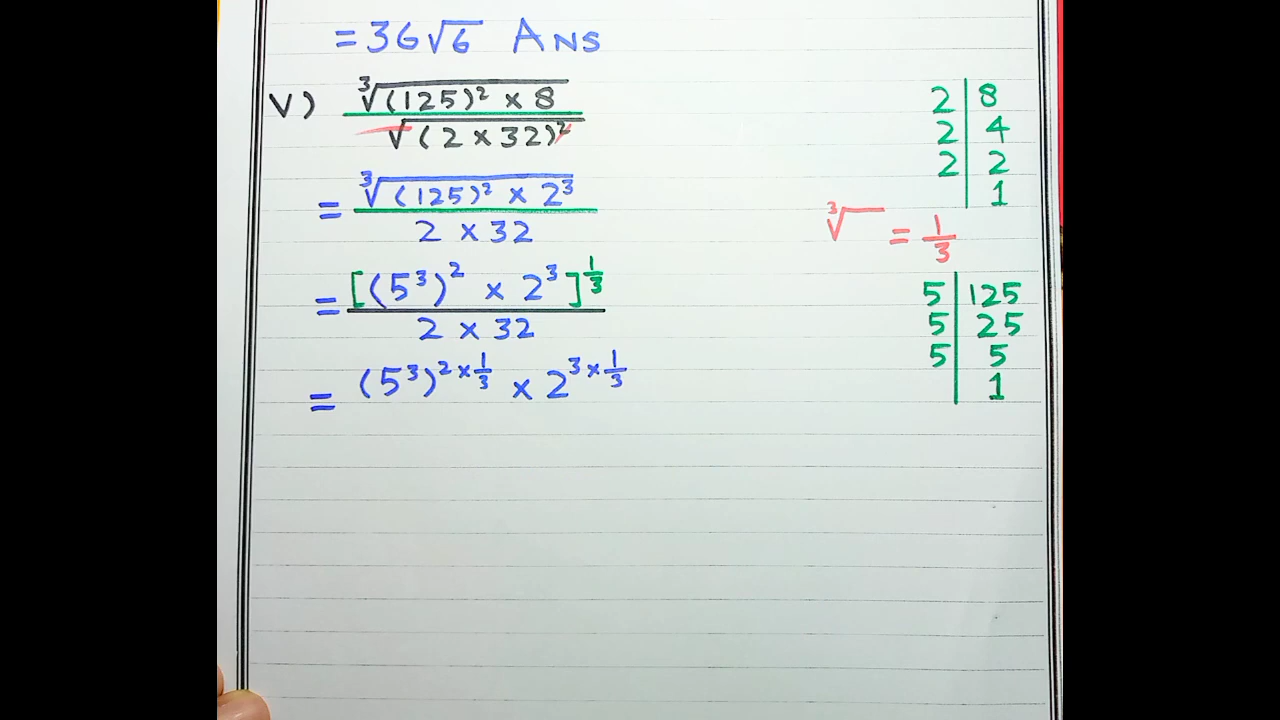 = 36√6 Ans
V) ∛((125)² × 8
√(2 × 32)²
= ∛((125)² × 2³
2 × 32
= [(5³)² × 2³]^1/3
2 × 32
= (5³)^2×1/3 × 2^3×1/3
2 | 8
2 | 4
2 | 2
1
∛ = 1/3
5 | 125
5 | 25
5 | 5
1